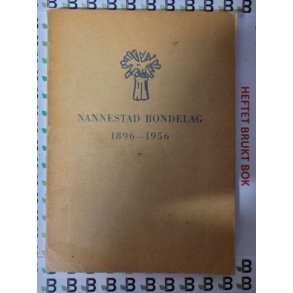 NANNESTAD BONDELAG
1896—1956
HEFTET BRUKT BOK